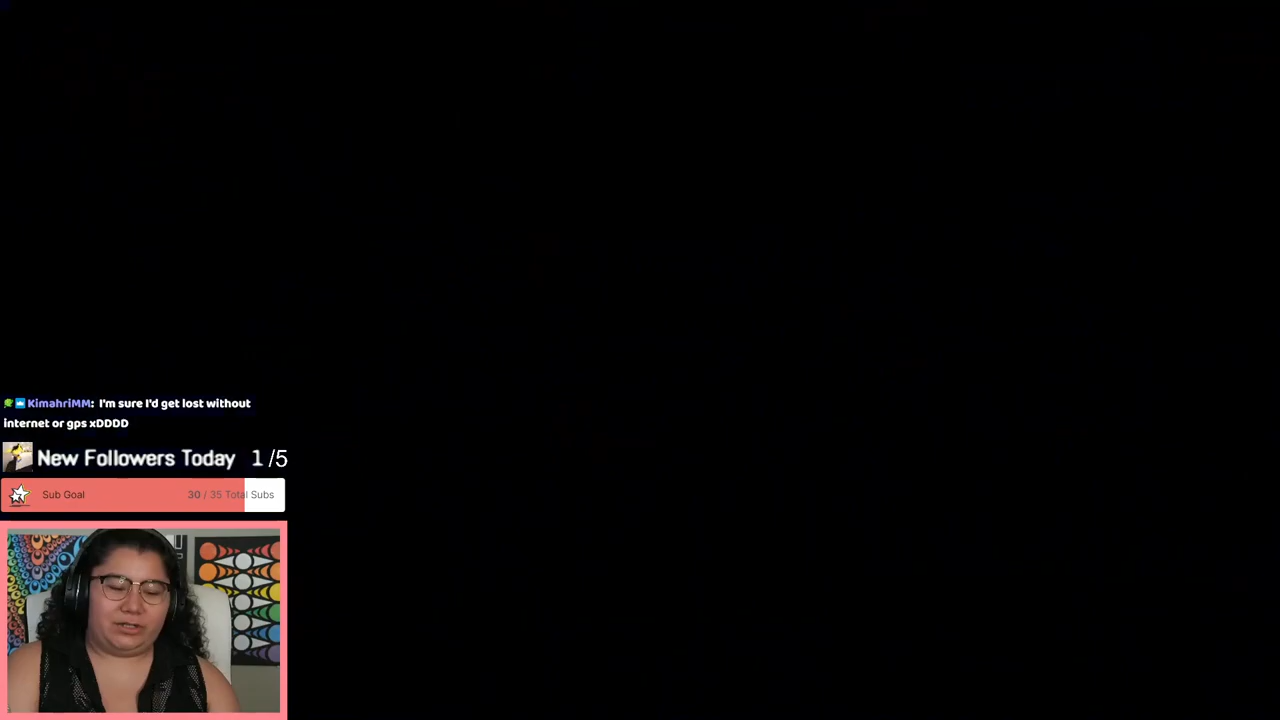 KimahriMM: I'm sure I'd get lost without
internet or gps xDDDD
New Followers Today 1 /5
Sub Goal 30 / 35 Total Subs